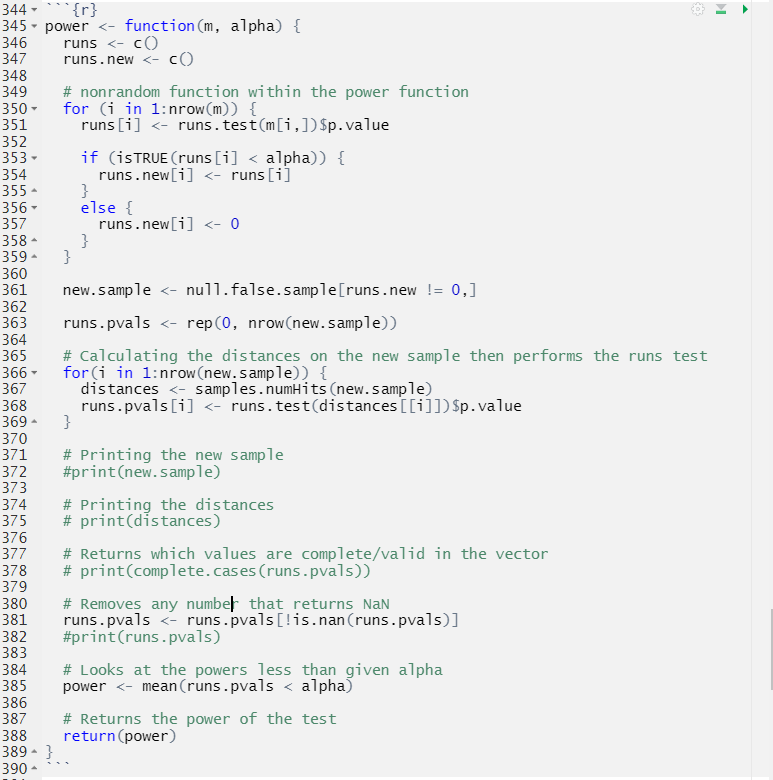 344 ```{r}
345 power <- function(m, alpha) {
346   runs <- c()
347   runs.new <- c()
348
349   # nonrandom function within the power function
350   for (i in 1:nrow(m)) {
351     runs[i] <- runs.test(m[i,])$p.value
352
353     if (isTRUE(runs[i] < alpha)) {
354       runs.new[i] <- runs[i]
355     }
356     else {
357       runs.new[i] <- 0
358     }
359   }
360
361   new.sample <- null.false.sample[runs.new != 0,]
362
363   runs.pvals <- rep(0, nrow(new.sample))
364
365   # Calculating the distances on the new sample then performs the runs test
366   for(i in 1:nrow(new.sample)) {
367     distances <- samples.numHits(new.sample)
368     runs.pvals[i] <- runs.test(distances[[i]])$p.value
369   }
370
371   # Printing the new sample
372   #print(new.sample)
373
374   # Printing the distances
375   # print(distances)
376
377   # Returns which values are complete/valid in the vector
378   # print(complete.cases(runs.pvals))
379
380   # Removes any number that returns NaN
381   runs.pvals <- runs.pvals[!is.nan(runs.pvals)]
382   #print(runs.pvals)
383
384   # Looks at the powers less than given alpha
385   power <- mean(runs.pvals < alpha)
386
387   # Returns the power of the test
388   return(power)
389 }
390 ```